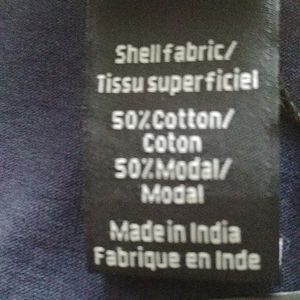 Shell fabric/
Tissu superficiel
50%Cotton/
Coton
50%Modal/
Modal
Made in India
Fabrique en Inde